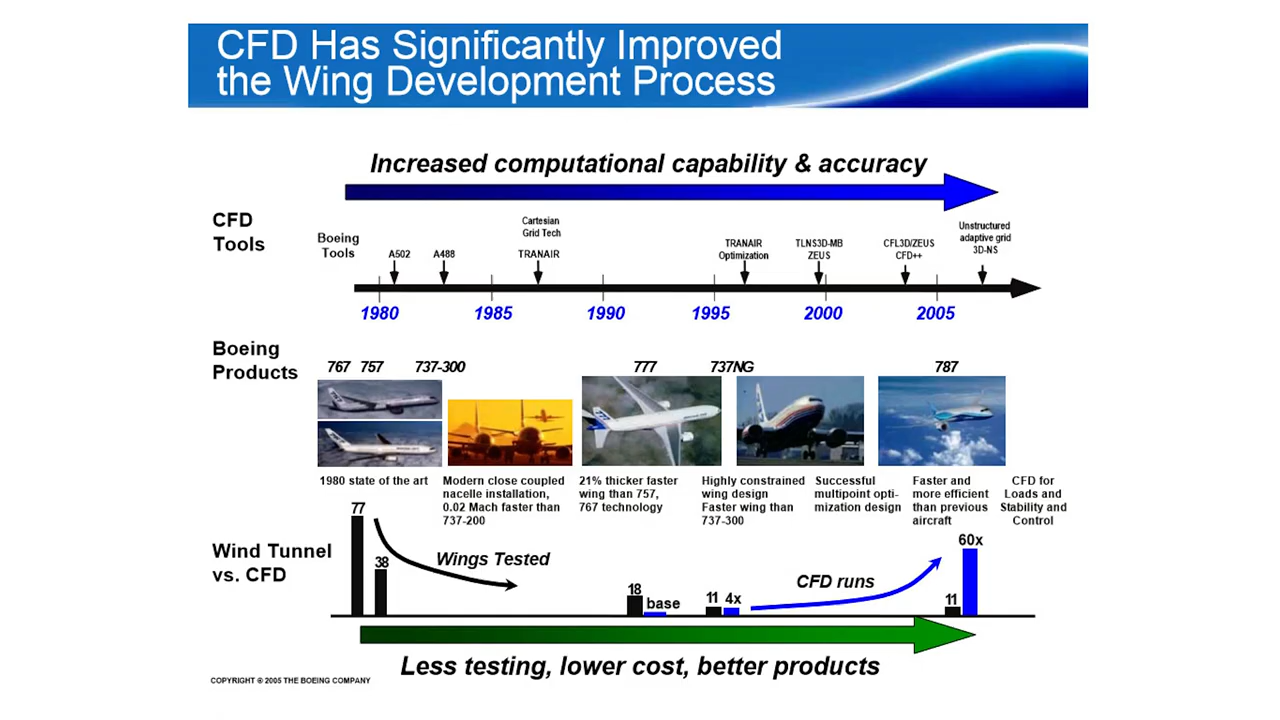 CFD Has Significantly Improved
the Wing Development Process
Increased computational capability & accuracy
CFD
Tools
Boeing
Tools
A502
A488
Cartesian
Grid Tech
TRANAIR
TRANAIR
Optimization
TLNS3D-MB
ZEUS
CFL3D/ZEUS
CFD++
Unstructured
adaptive grid
3D-NS
1980
1985
1990
1995
2000
2005
Boeing
Products
767
757
737-300
777
737NG
787
1980 state of the art
Modern close coupled
nacelle installation,
0.02 Mach faster than
737-200
21% thicker faster
wing than 757,
767 technology
Highly constrained
wing design
Faster wing than
737-300
Successful
multipoint opti-
mization design
Faster and
more efficient
than previous
aircraft
CFD for
Loads and
Stability and
Control
Wind Tunnel
vs. CFD
77
38
Wings Tested
18
base
11
4x
CFD runs
11
60x
Less testing, lower cost, better products
COPYRIGHT © 2005 THE BOEING COMPANY